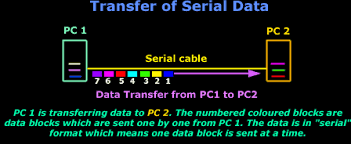 Transfer of Serial Data
PC 1
PC 2
Serial cable
7 6 5 4 3 2 1
Data Transfer from PC1 to PC2
PC 1 is transferring data to PC 2. The numbered coloured blocks are
data blocks which are sent one by one from PC 1. The data is in "serial"
format which means one data block is sent at a time.